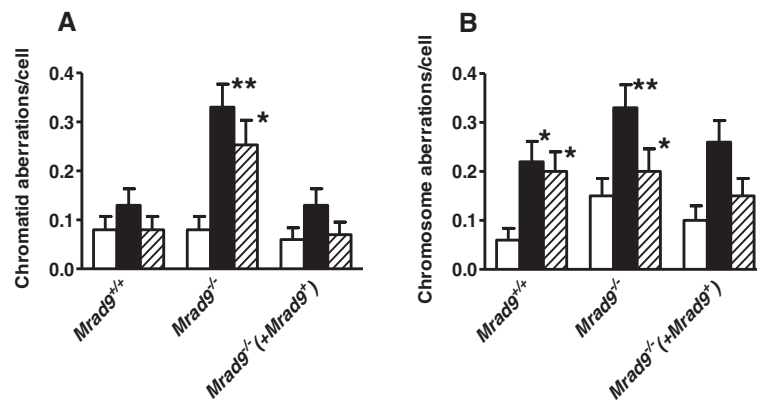 A
Chromatid aberrations/cell
0.4
0.3
0.2
0.1
0.0
**
*
Mrad9+/+
Mrad9-/-
Mrad9-/-(+Mrad9+)
B
Chromosome aberrations/cell
0.4
0.3
0.2
0.1
0.0
*
*
**
*
Mrad9+/+
Mrad9-/-
Mrad9-/-(+Mrad9+)